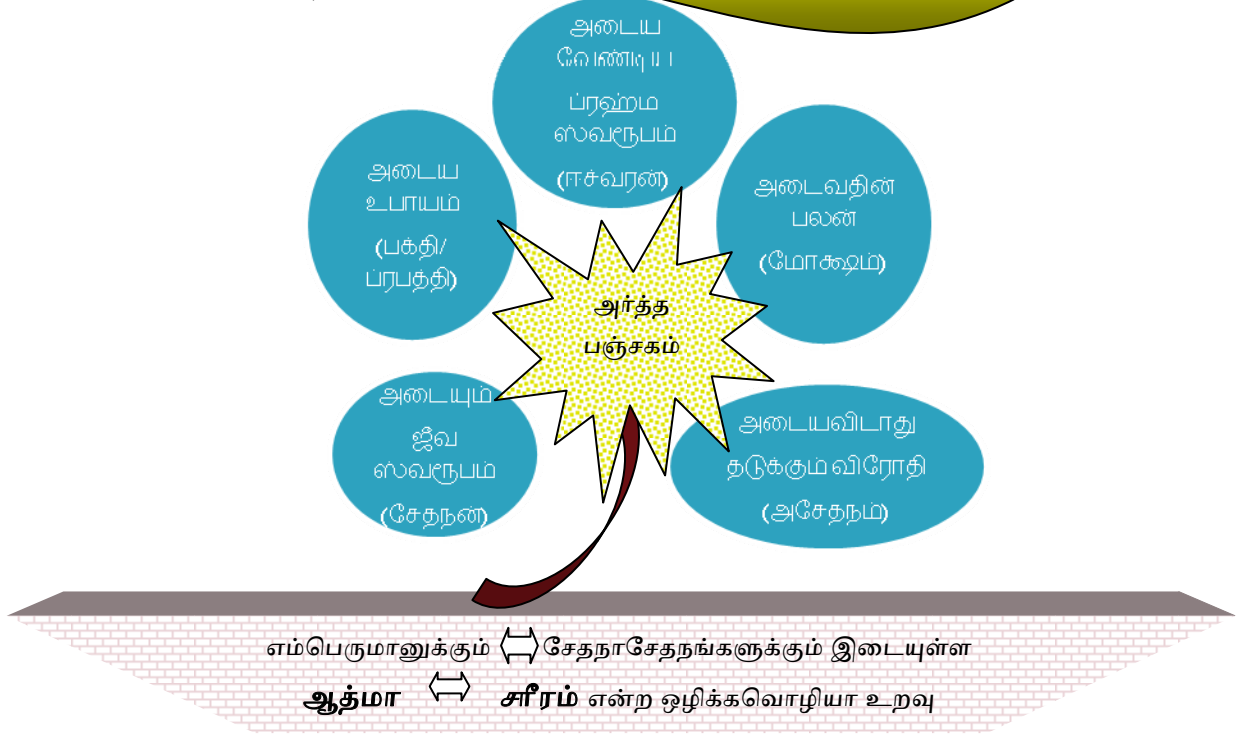 அடைய
வேண்டிய
ப்ரஹ்ம
ஸ்வரூபம்
(ஈச்வரன்)
அடைய
உபாயம்
(பக்தி/
ப்ரபத்தி)
அடைவதின்
பலன்
(மோக்ஷம்)
அர்த்த
பஞ்சகம்
அடையும்
ஜீவ
ஸ்வரூபம்
(சேதநன்)
அடையவிடாது
தடுக்கும் விரோதி
(அசேதநம்)
எம்பெருமானுக்கும் சேதநாசேதநங்களுக்கும் இடையுள்ள
ஆத்மா சரீரம் என்ற ஒழிக்கவொழியா உறவு